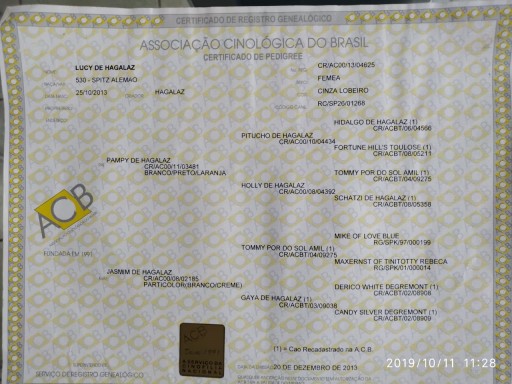 CERTIFICADO DE REGISTRO GENEALÓGICO
ASSOCIAÇÃO CINOLÓGICA DO BRASIL
CERTIFICADO DE PEDIGREE
LUCY DE HAGALAZ
CR/AC00/13/04625
530 - SPITZ ALEMAO
FEMEA
25/10/2013
HAGALAZ
CINZA LOBEIRO
RG/SP20/01268
HIDALGO DE HAGALAZ (1)
CR/ACBT/06/04566
PITUCHO DE HAGALAZ
CR/AC00/10/04434
FORTUNE HILL'S TOULOSE (1)
CR/ACBT/08/05211
PAMPY DE HAGALAZ
CR/AC00/11/03481
BRANCO/PRETO/LARANJA
TOMMY POR DO SOL AMIL (1)
CR/ACBT/04/09275
HOLLY DE HAGALAZ
CR/AC00/08/04392
SCHATZI DE HAGALAZ (1)
CR/ACBT/08/05358
ACB
FUNDADA EM 1991
MIKE OF LOVE BLUE
RG/SPK/97/000199
TOMMY POR DO SOL AMIL (1)
CR/ACBT/04/09275
MAXERNST OF TINITOTTY REBECA
RG/SPK/01/000014
JASMIM DE HAGALAZ
CR/AC00/08/02185
PARTICOLOR(BRANCO/CREME)
DERICO WHITE DEGREMONT (1)
CR/ACBT/02/08908
GAYA DE HAGALAZ (1)
CR/ACBT/03/09036
CANDY SILVER DEGREMONT (1)
CR/ACBT/02/08909
ACB
(1) = Cao Recadastrado na A.C.B.
2019/10/11 11:28
20 DE DEZEMBRO DE 2013
SERVIÇO DE REGISTRO GENEALÓGICO